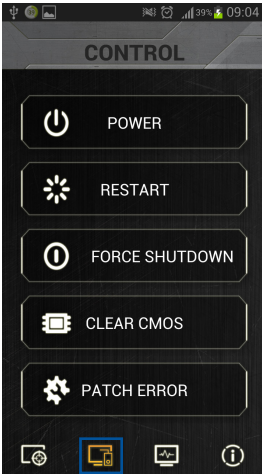 39% 09:04
CONTROL
POWER
RESTART
FORCE SHUTDOWN
CLEAR CMOS
PATCH ERROR